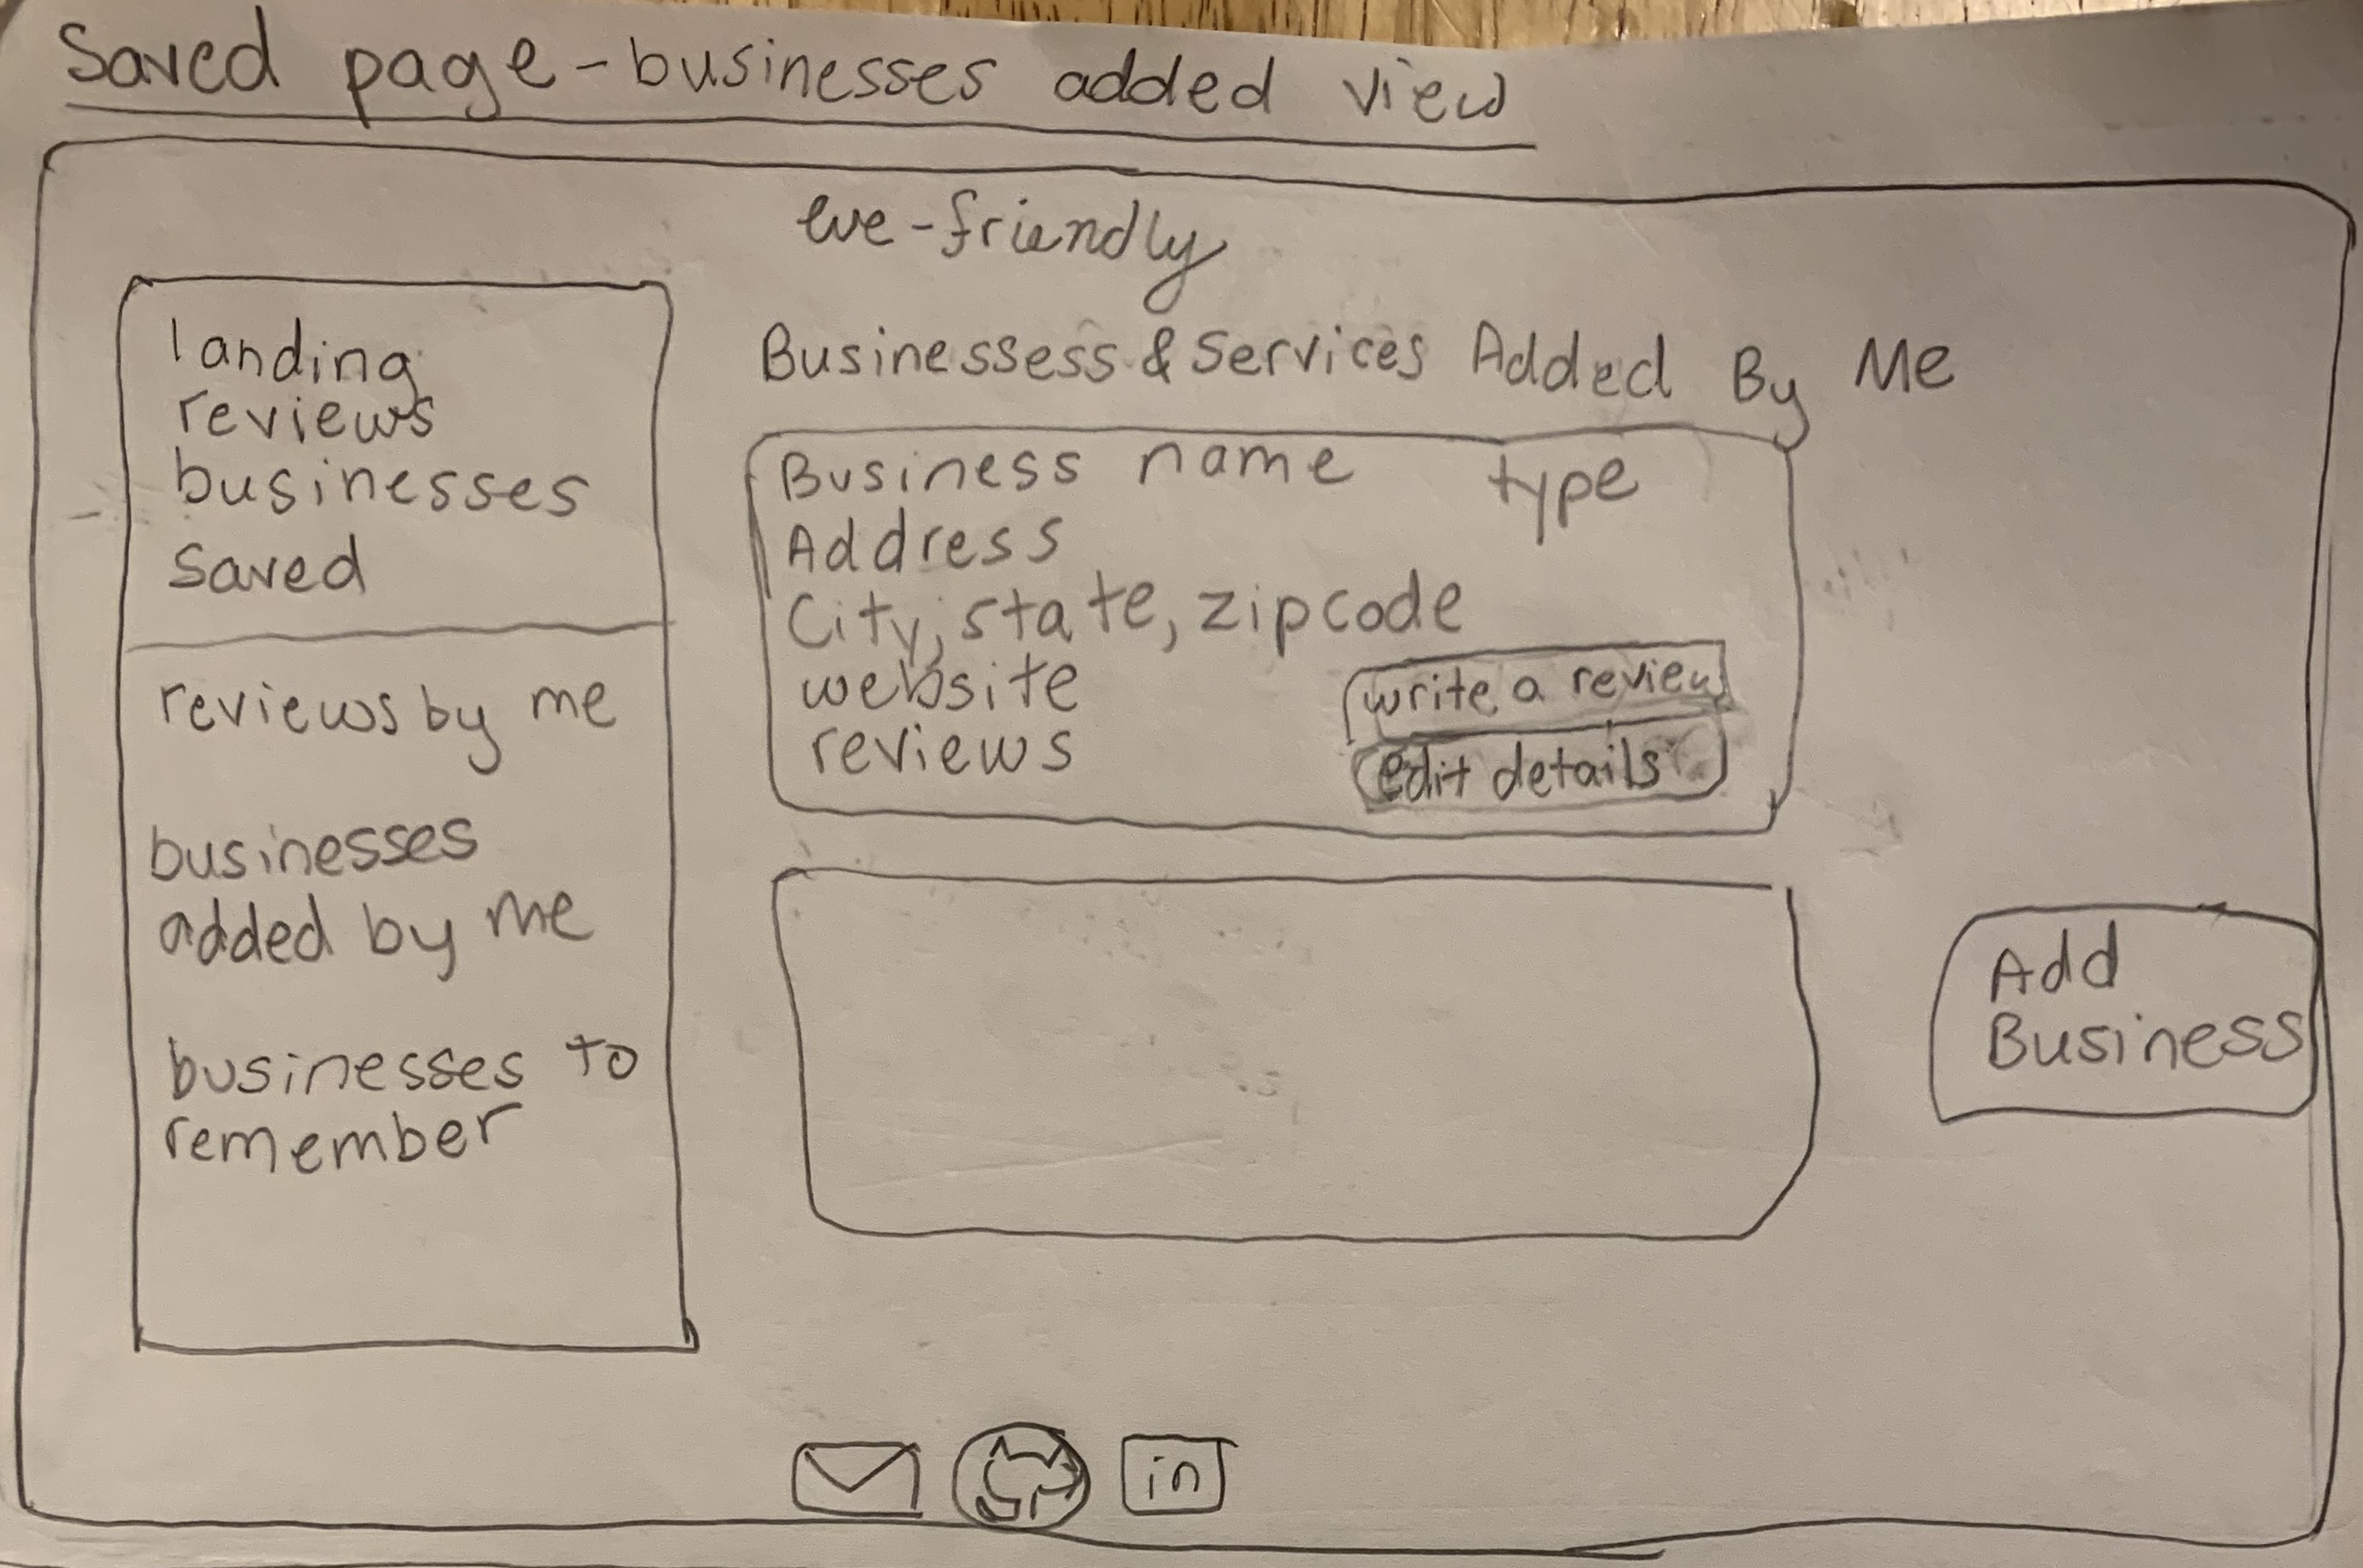 Saved page - businesses added view
eve-friendly
landing
reviews
businesses
saved
reviews by me
businesses
added by me
businesses to
remember
Businessess & Services Added By Me
Business name type
Address
City, state, zipcode
website
reviews
write a review
edit details
Add
Business
in